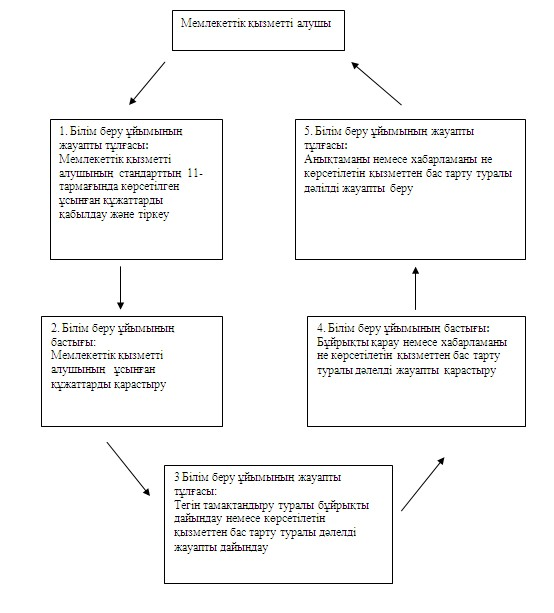 Мемлекеттік қызметті алушы
1. Білім беру ұйымының
жауапты тұлғасы:
Мемлекеттік қызметті
алушының стандарттың 11-
тармағында көрсетілген
ұсынған құжаттарды
қабылдау және тіркеу
2. Білім беру ұйымының
бастығы:
Мемлекеттік қызметті
алушының ұсынған
құжаттарды қарастыру
3 Білім беру ұйымының жауапты
тұлғасы:
Тегін тамақтандыру туралы бұйрықты
дайындау немесе көрсетілетін
қызметтен бас тарту туралы дәлелді
жауапты дайындау
4. Білім беру ұйымының бастығы:
Бұйрықты қарау немесе хабарламаны
не көрсетілетін қызметтен бас тарту
туралы дәлелді жауапты қарастыру
5. Білім беру ұйымының жауапты
тұлғасы:
Анықтаманы немесе хабарламаны не
көрсетілетін қызметтен бас тарту туралы
дәлілді жауапты беру